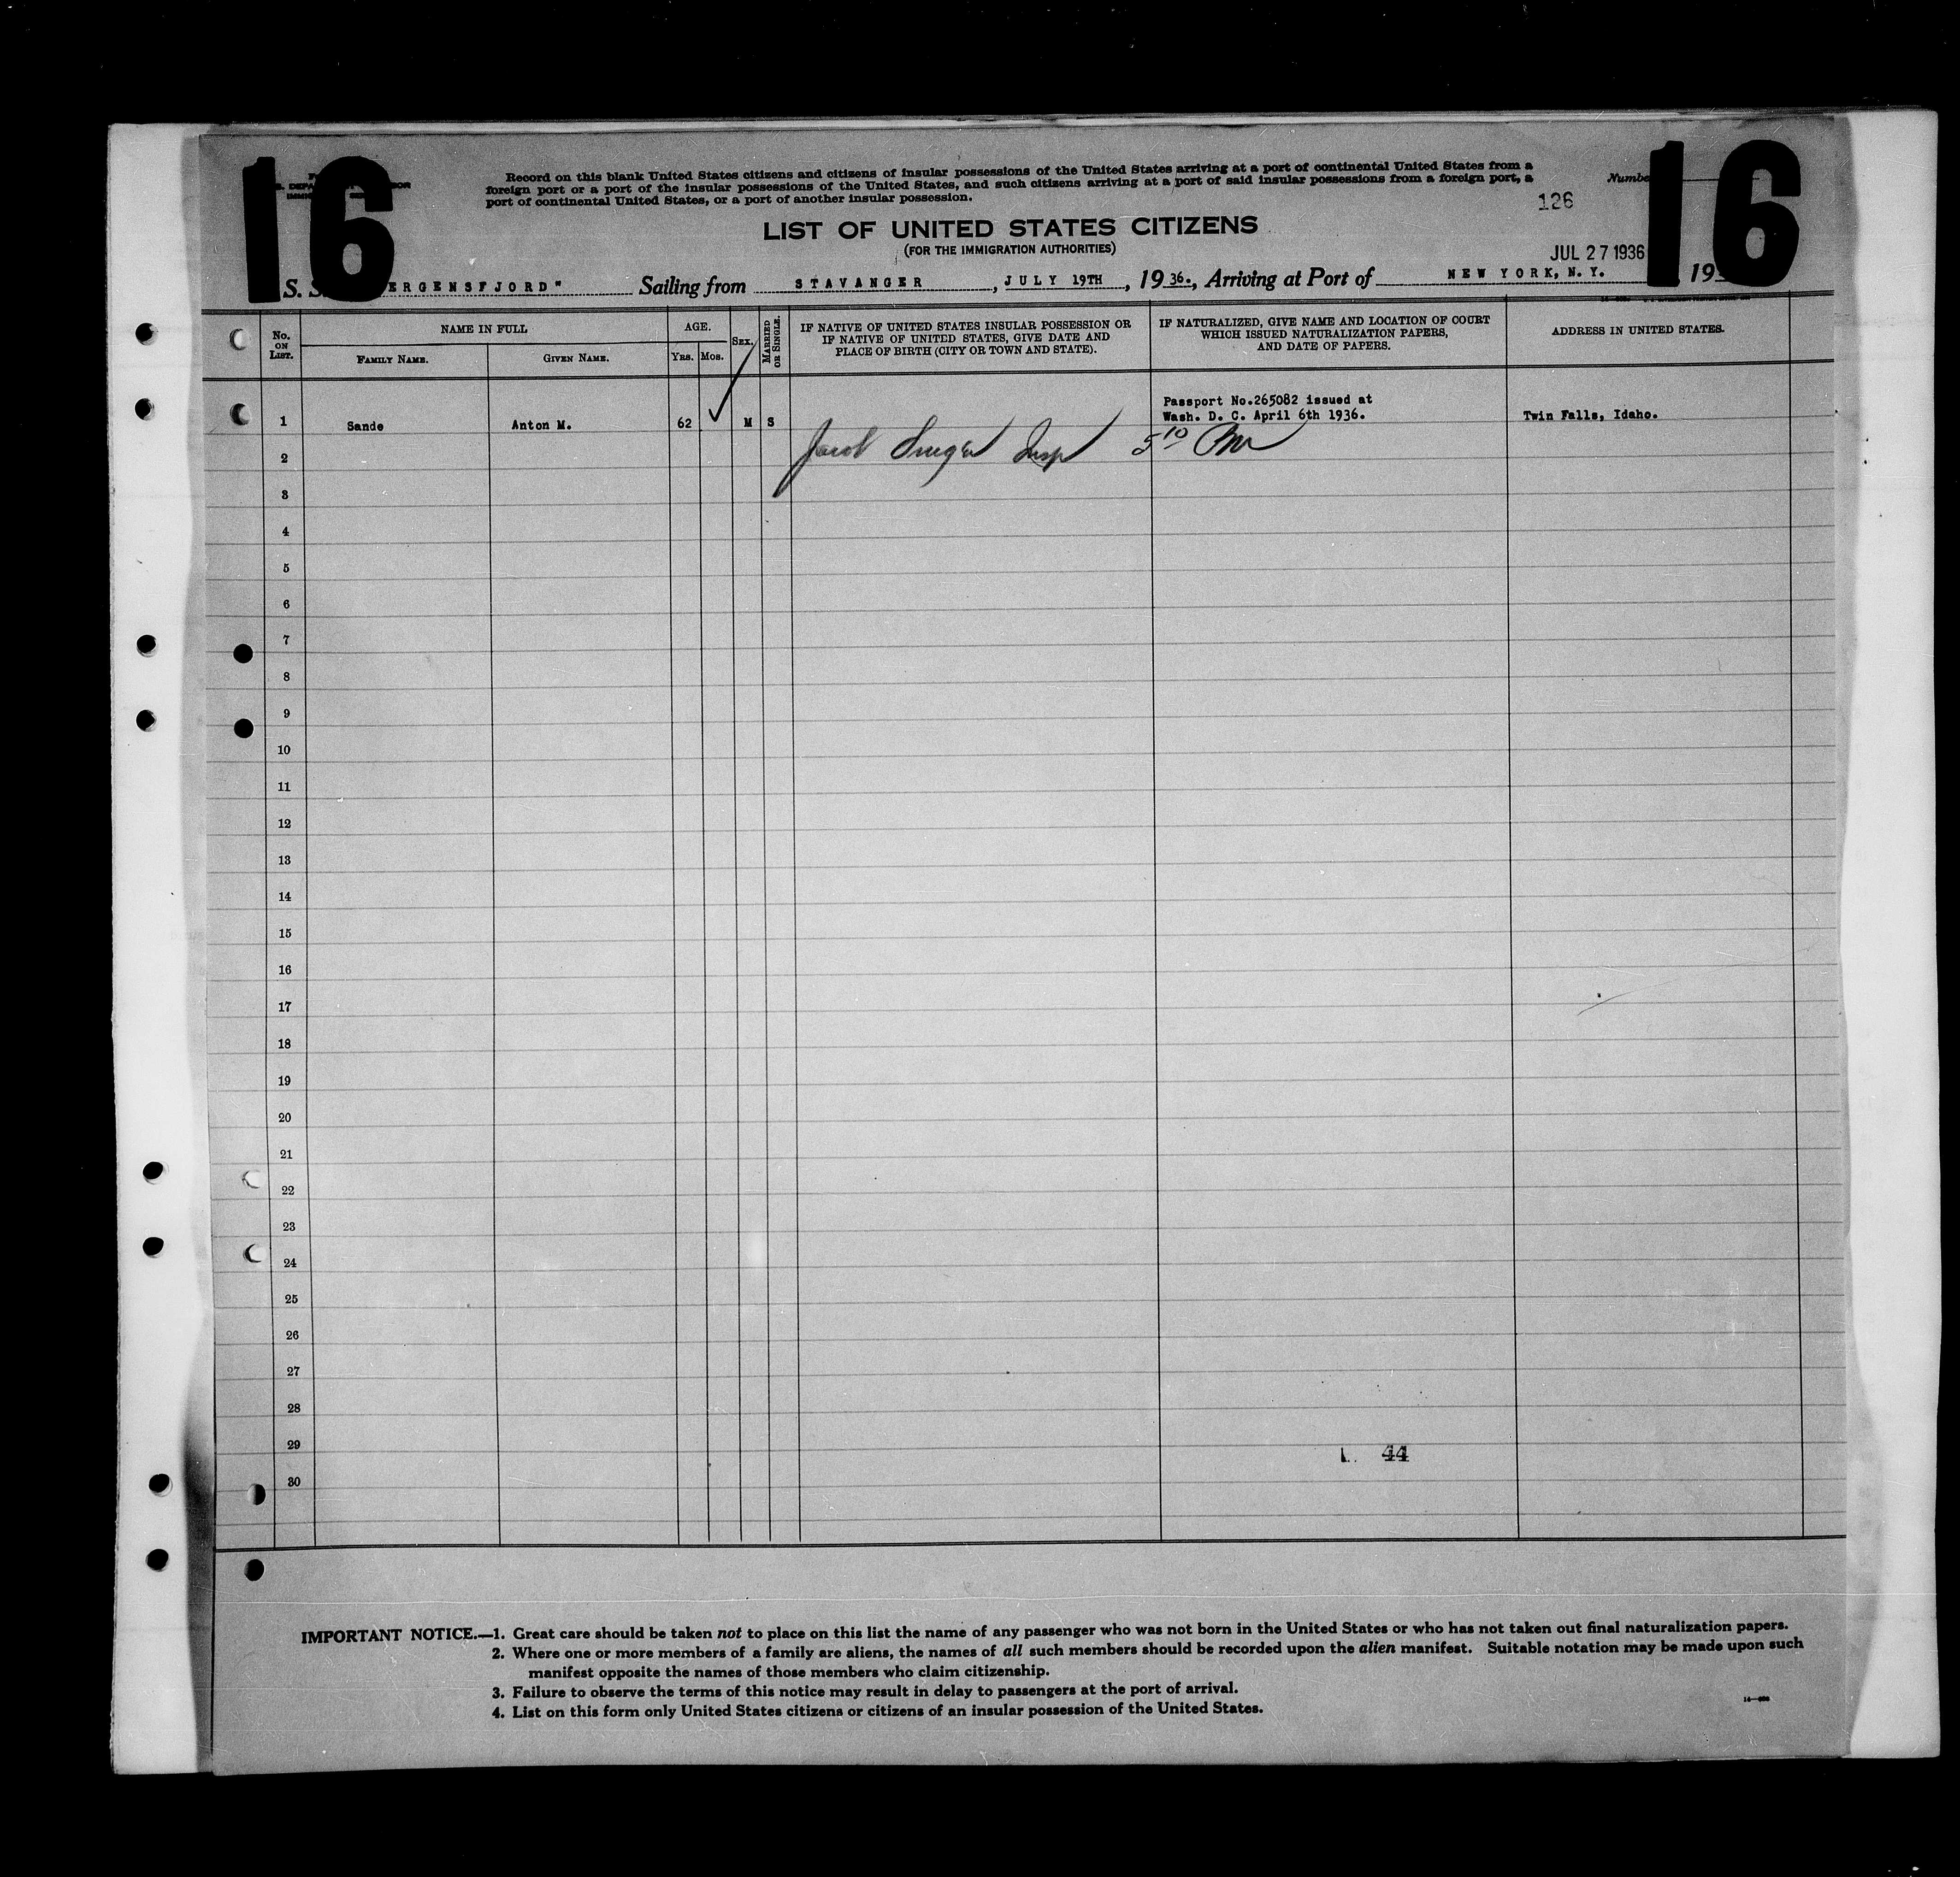 16
16
Record on this blank United States citizens and citizens of insular possessions of the United States arriving at a port of continental United States from a
foreign port or a port of the insular possessions of the United States, and such citizens arriving at a port of said insular possessions from a foreign port, a
port of continental United States, or a port of another insular possession.
126
LIST OF UNITED STATES CITIZENS
(FOR THE IMMIGRATION AUTHORITIES)
JUL 27 1936
S. S. ERGENSFJORD" Sailing from STAVANGER, JULY 19TH, 1936., Arriving at Port of NEW YORK, N. Y. 19
No. ON LIST.
NAME IN FULL
FAMILY NAME.
GIVEN NAME.
AGE.
YRS. MOS.
SEX.
MARRIED OR SINGLE.
IF NATIVE OF UNITED STATES INSULAR POSSESSION OR
IF NATIVE OF UNITED STATES, GIVE DATE AND
PLACE OF BIRTH (CITY OR TOWN AND STATE).
IF NATURALIZED, GIVE NAME AND LOCATION OF COURT
WHICH ISSUED NATURALIZATION PAPERS,
AND DATE OF PAPERS.
ADDRESS IN UNITED STATES.
Passport No.265082 issued at
1 Sande Anton M. 62 M S Wash. D. C. April 6th 1936. Twin Falls, Idaho.
2 Jacob Insp 5 10 PM
3
4
5
6
7
8
9
10
11
12
13
14
15
16
17
18
19
20
21
22
23
24
25
26
27
28
29 44
30
IMPORTANT NOTICE.—1. Great care should be taken not to place on this list the name of any passenger who was not born in the United States or who has not taken out final naturalization papers.
2. Where one or more members of a family are aliens, the names of all such members should be recorded upon the alien manifest. Suitable notation may be made upon such
manifest opposite the names of those members who claim citizenship.
3. Failure to observe the terms of this notice may result in delay to passengers at the port of arrival.
4. List on this form only United States citizens or citizens of an insular possession of the United States.